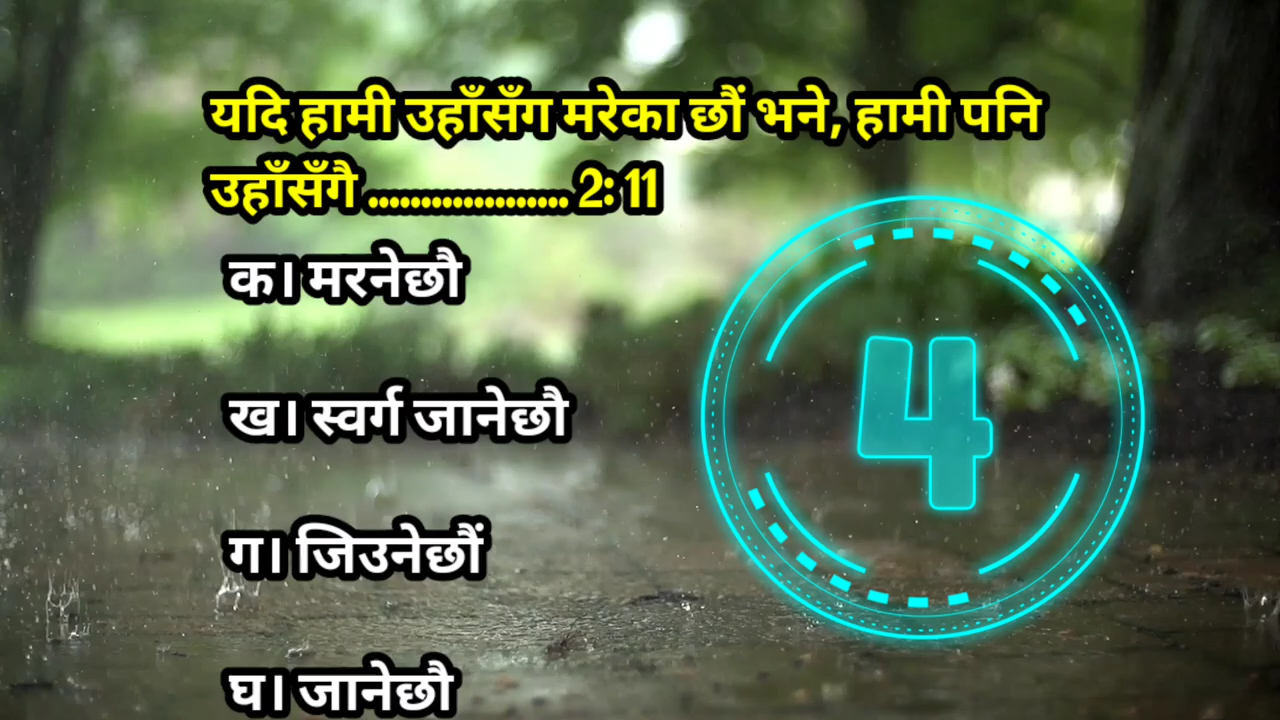 यदि हामी उहाँसँग मरेका छौं भने, हामी पनि
उहाँसँगै ................... 2: 11
क। मरनेछौ
ख। स्वर्ग जानेछौ
4
ग। जिउनेछौं
घ। जानेछौ